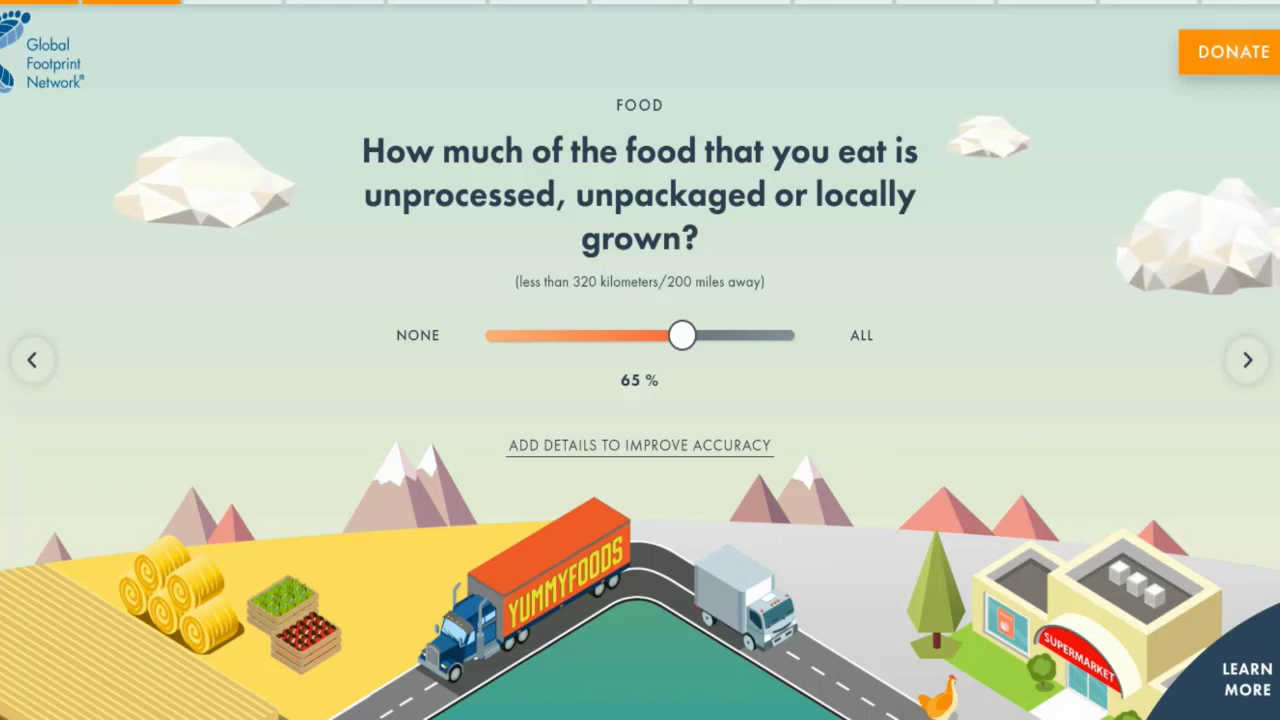 Global
Footprint
Network®
DONATE
FOOD
How much of the food that you eat is
unprocessed, unpackaged or locally
grown?
(less than 320 kilometers/200 miles away)
NONE
ALL
65 %
ADD DETAILS TO IMPROVE ACCURACY
YUMMYFOODS
SUPERMARKET
LEARN
MORE